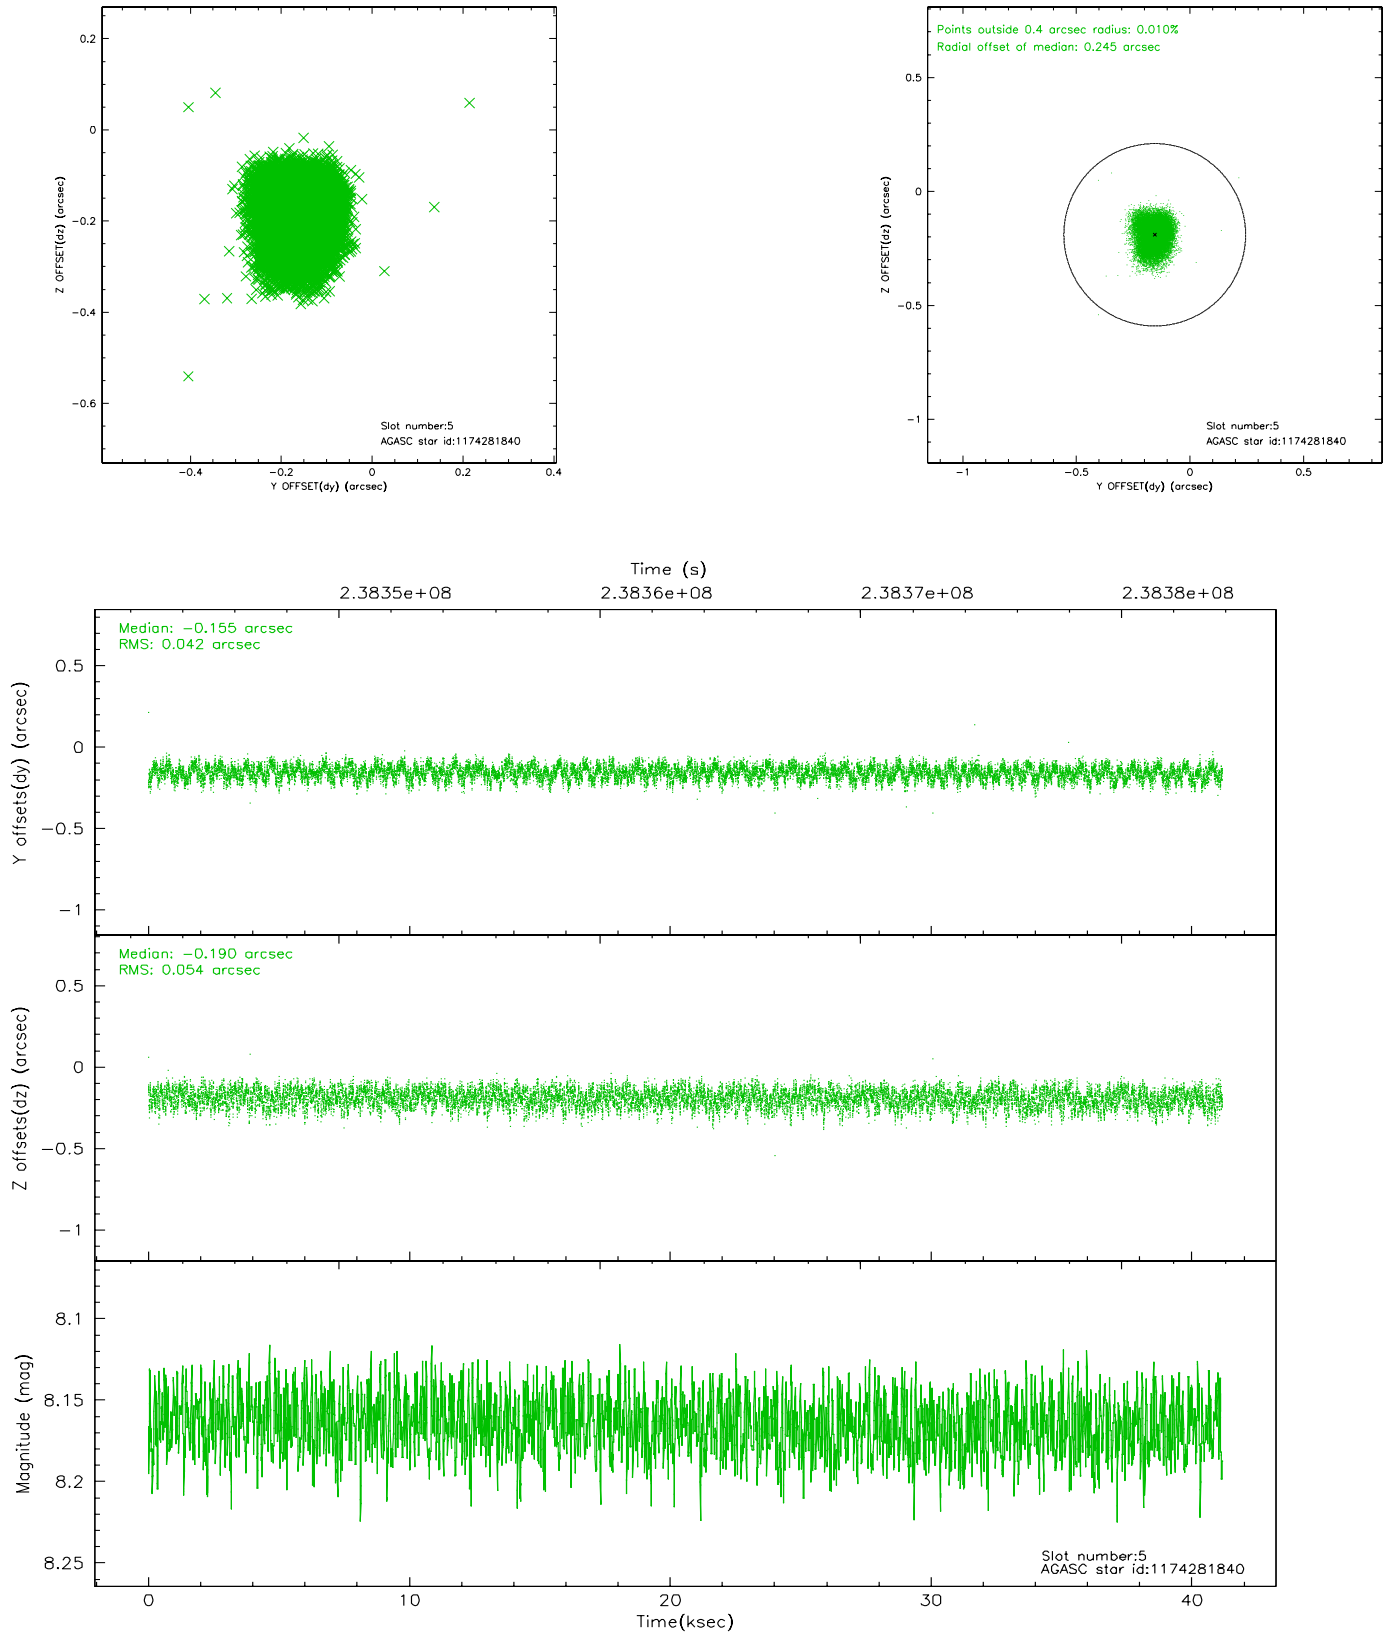 0.2
0
−0.2
−0.4
−0.6
Z OFFSET(dz) (arcsec)
Slot number:5
AGASC star id:1174281840
−0.4
−0.2
0
0.2
0.4
Y OFFSET(dy) (arcsec)
Points outside 0.4 arcsec radius: 0.010%
Radial offset of median: 0.245 arcsec
0.5
0
−0.5
−1
Z OFFSET(dz) (arcsec)
Slot number:5
AGASC star id:1174281840
−1
−0.5
0
0.5
Y OFFSET(dy) (arcsec)
Time (s)
2.3835e+08
2.3836e+08
2.3837e+08
2.3838e+08
Median: −0.155 arcsec
RMS: 0.042 arcsec
0.5
0
−0.5
−1
Y offsets(dy) (arcsec)
Median: −0.190 arcsec
RMS: 0.054 arcsec
0.5
0
−0.5
−1
Z offsets(dz) (arcsec)
8.1
8.15
8.2
8.25
Magnitude (mag)
Slot number:5
AGASC star id:1174281840
0
10
20
30
40
Time(ksec)